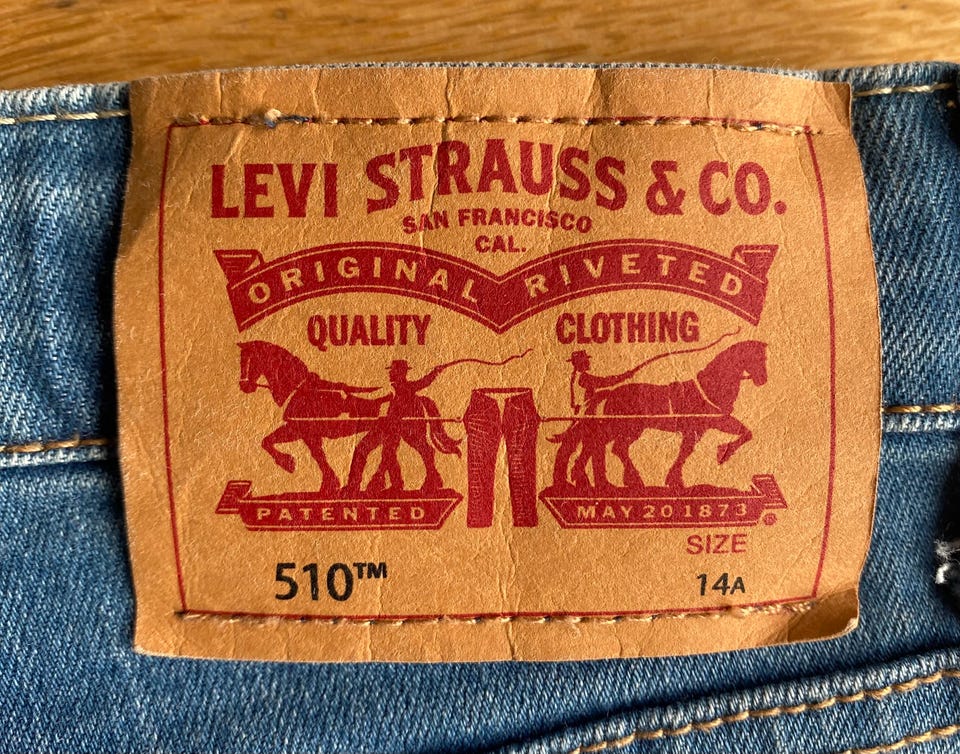 LEVI STRAUSS & CO.
SAN FRANCISCO
CAL.
ORIGINAL RIVETED
QUALITY CLOTHING
PATENTED MAY 20 1873 ®
SIZE
510™ 14A